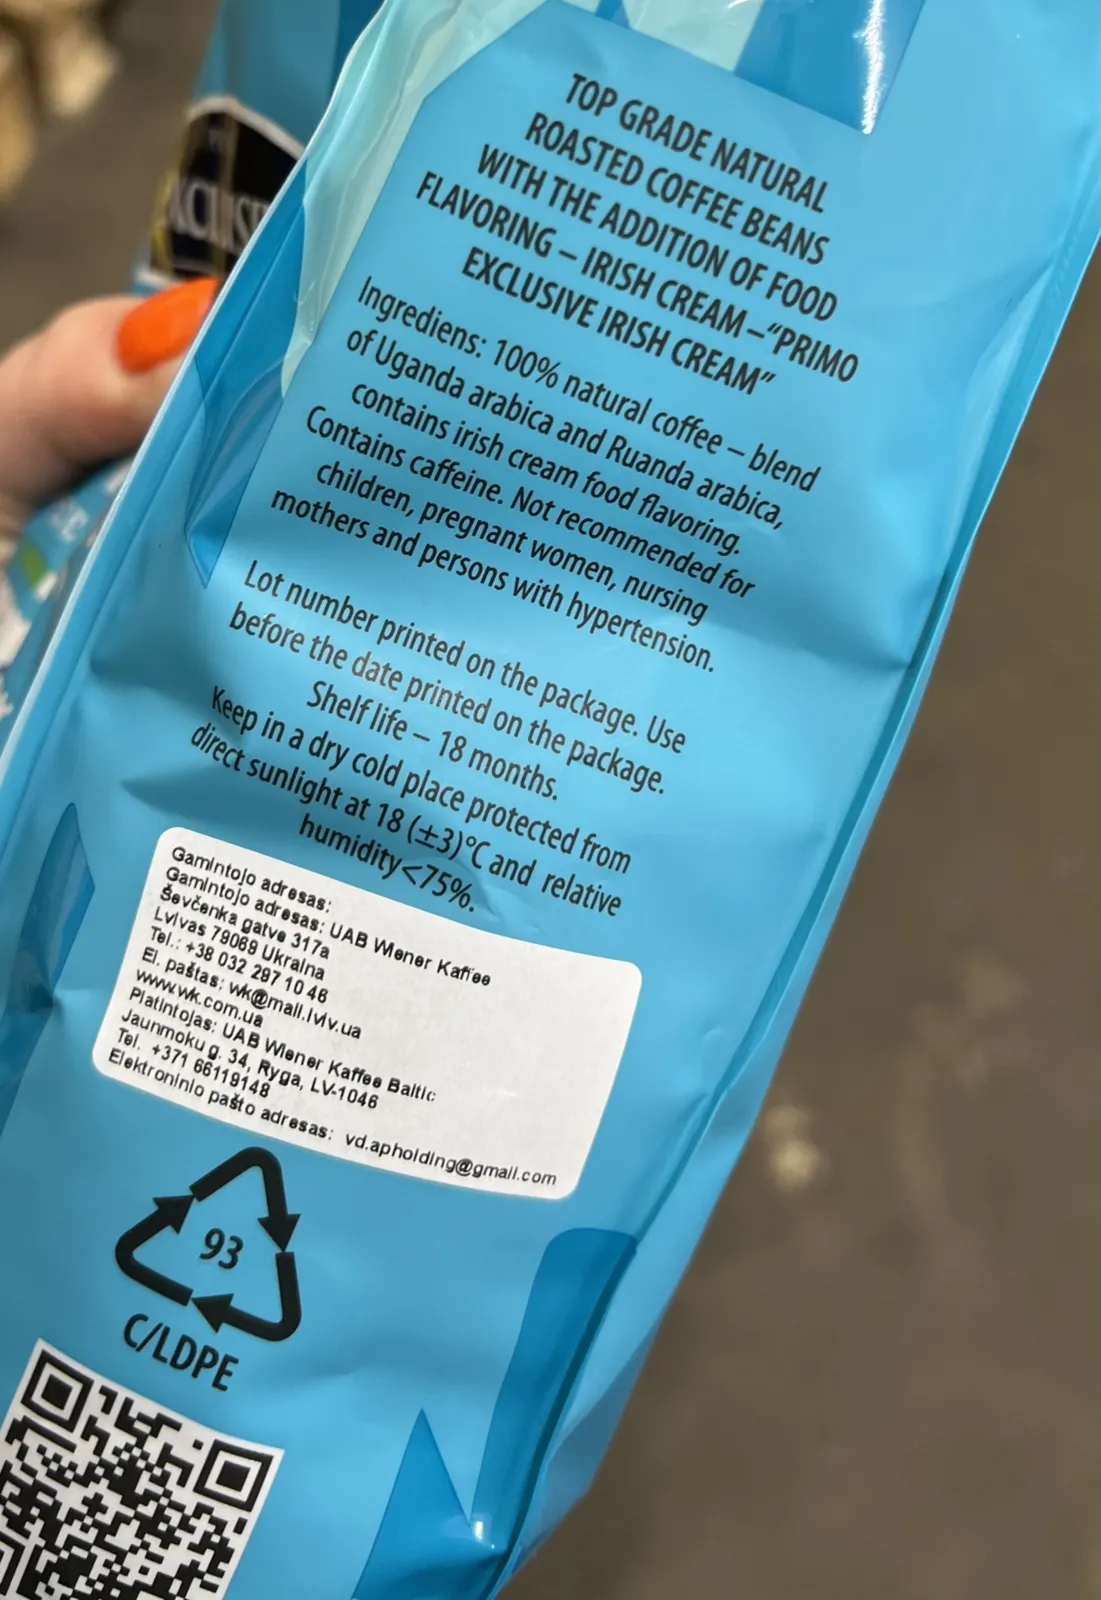 TOP GRADE NATURAL
ROASTED COFFEE BEANS
WITH THE ADDITION OF FOOD
FLAVORING – IRISH CREAM–“PRIMO
EXCLUSIVE IRISH CREAM”
Ingrediens: 100% natural coffee – blend
of Uganda arabica and Ruanda arabica,
contains irish cream food flavoring.
Contains caffeine. Not recommended for
children, pregnant women, nursing
mothers and persons with hypertension.
Lot number printed on the package. Use
before the date printed on the package.
Shelf life – 18 months.
Keep in a dry cold place protected from
direct sunlight at 18 (±3)°C and relative
humidity<75%.
Gamintojo adresas:
Gamintojo adresas: UAB Wiener Kaffee
Ševčenka gatve 317a
Lvivas 79069 Ukraina
Tel.: +38 032 297 10 46
El. paštas: wk@mail.lviv.ua
www.wk.com.ua
Platintojas: UAB Wiener Kaffee Baltic
Jaunmoku g. 34, Ryga, LV-1046
Tel. +371 66119148
Elektroninio pašto adresas: vd.apholding@gmail.com
93
C/LDPE